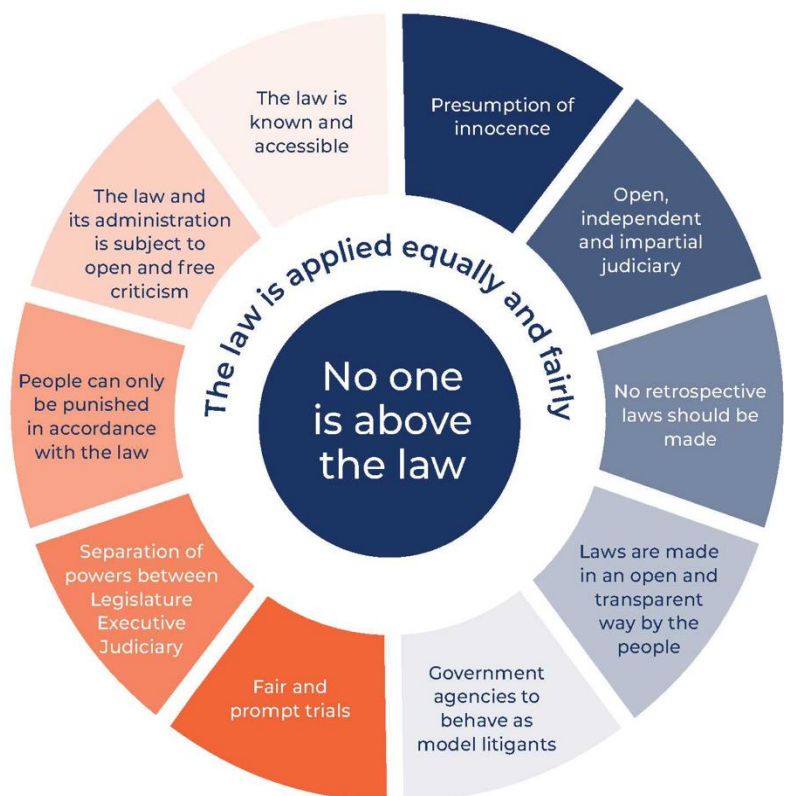 No one
is above
the law
The law is applied equally and fairly
Presumption of
innocence
Open,
independent
and impartial
judiciary
No retrospective
laws should be
made
Laws are made
in an open and
transparent
way by the
people
Government
agencies to
behave as
model litigants
Fair and
prompt trials
Separation of
powers between
Legislature
Executive
Judiciary
People can only
be punished
in accordance
with the law
The law and
its administration
is subject to
open and free
criticism
The law is
known and
accessible